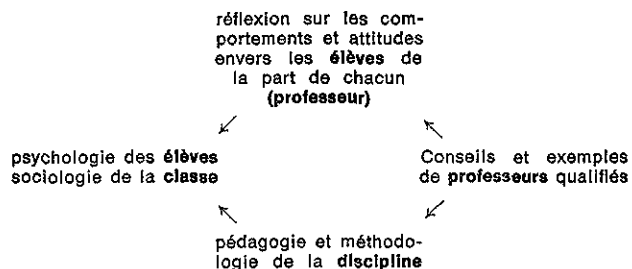 réflexion sur les com-
portements et attitudes
envers les élèves de
la part de chacun
(professeur)
psychologie des élèves
sociologie de la classe
Conseils et exemples
de professeurs qualifiés
pédagogie et méthodo-
logie de la discipline